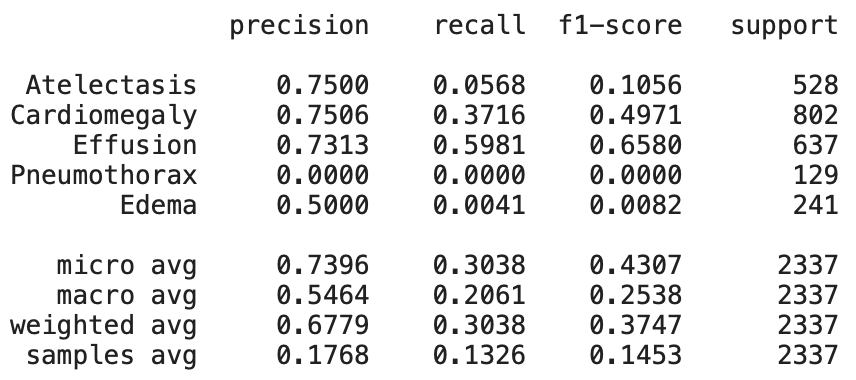 precision recall f1-score support
Atelectasis 0.7500 0.0568 0.1056 528
Cardiomegaly 0.7506 0.3716 0.4971 802
Effusion 0.7313 0.5981 0.6580 637
Pneumothorax 0.0000 0.0000 0.0000 129
Edema 0.5000 0.0041 0.0082 241
micro avg 0.7396 0.3038 0.4307 2337
macro avg 0.5464 0.2061 0.2538 2337
weighted avg 0.6779 0.3038 0.3747 2337
samples avg 0.1768 0.1326 0.1453 2337